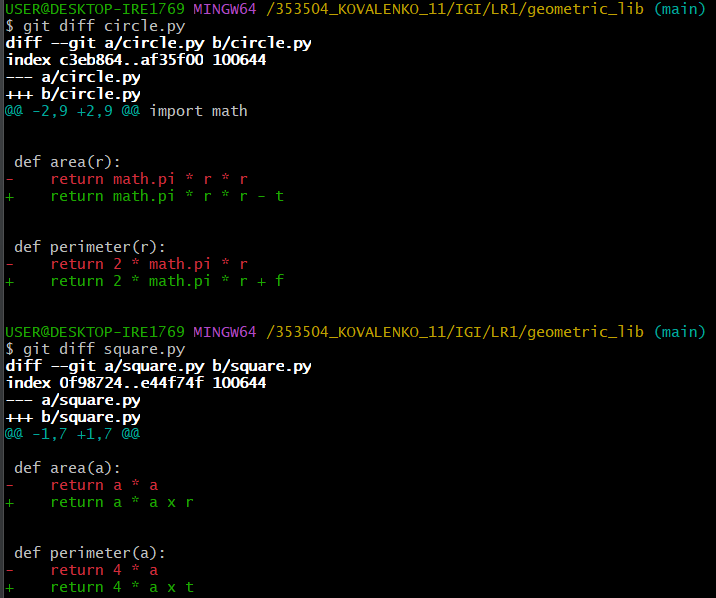 USER@DESKTOP-IRE1769 MINGW64 /353504_KOVALENKO_11/IGI/LR1/geometric_lib (main)
$ git diff circle.py
diff --git a/circle.py b/circle.py
index c3eb864..af35f00 100644
--- a/circle.py
+++ b/circle.py
@@ -2,9 +2,9 @@ import math
 def area(r):
-    return math.pi * r * r
+    return math.pi * r * r - t
 def perimeter(r):
-    return 2 * math.pi * r
+    return 2 * math.pi * r + f
USER@DESKTOP-IRE1769 MINGW64 /353504_KOVALENKO_11/IGI/LR1/geometric_lib (main)
$ git diff square.py
diff --git a/square.py b/square.py
index 0f98724..e44f74f 100644
--- a/square.py
+++ b/square.py
@@ -1,7 +1,7 @@
 def area(a):
-    return a * a
+    return a * a x r
 def perimeter(a):
-    return 4 * a
+    return 4 * a x t